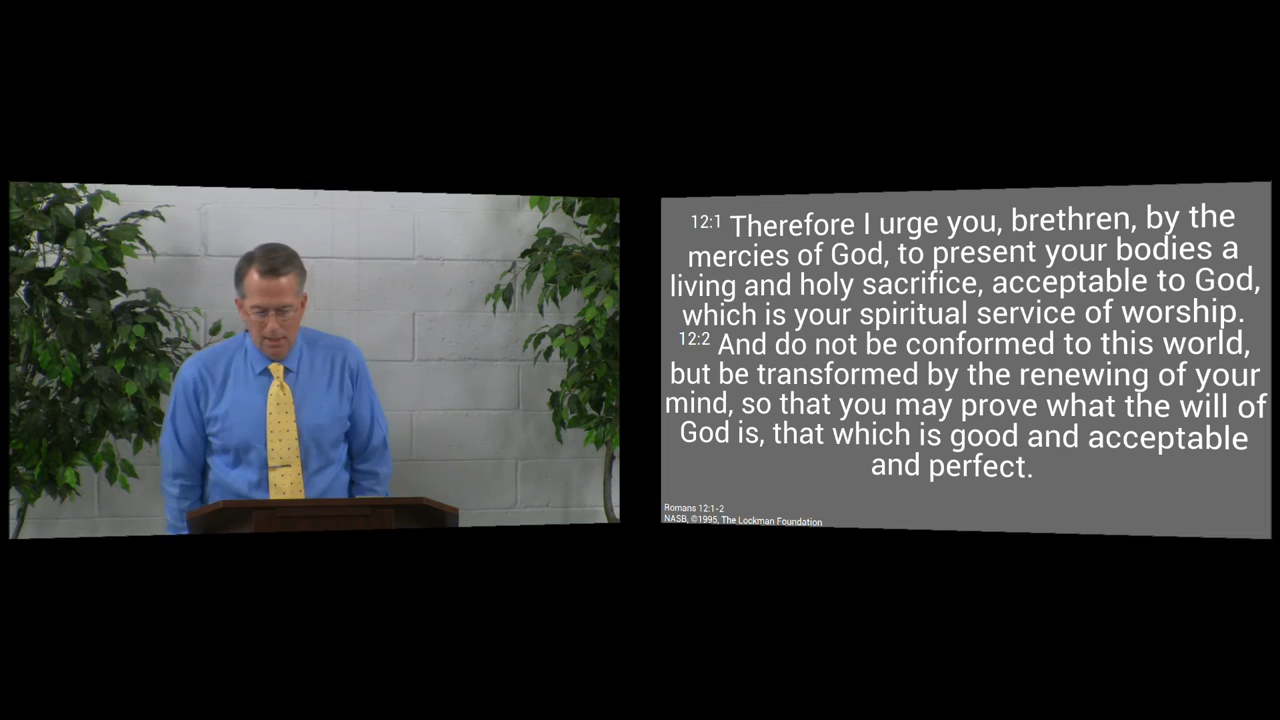 12:1 Therefore I urge you, brethren, by the
mercies of God, to present your bodies a
living and holy sacrifice, acceptable to God,
which is your spiritual service of worship.
12:2 And do not be conformed to this world,
but be transformed by the renewing of your
mind, so that you may prove what the will of
God is, that which is good and acceptable
and perfect.
Romans 12:1-2
NASB, ©1995, The Lockman Foundation